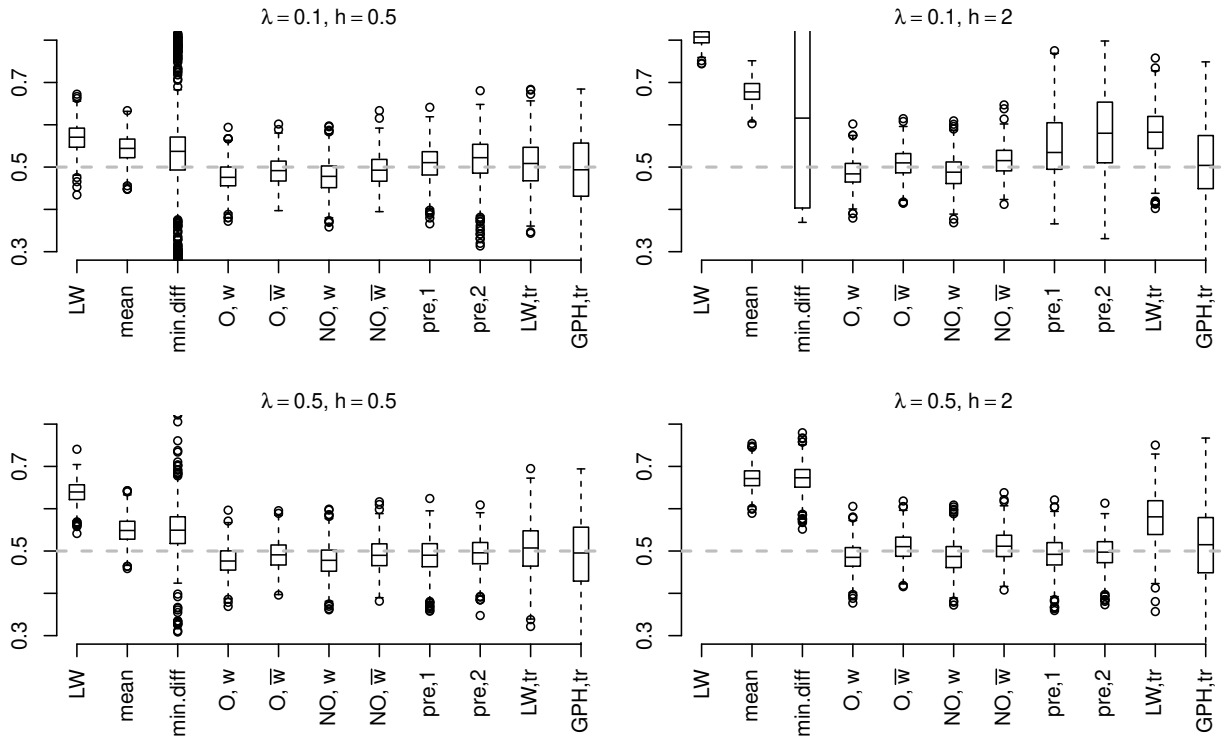 λ = 0.1, h = 0.5
0.7
0.5
0.3
LW
mean
min.diff
O, w
O, w̅
NO, w
NO, w̅
pre,1
pre,2
LW,tr
GPH,tr
λ = 0.1, h = 2
0.7
0.5
0.3
LW
mean
min.diff
O, w
O, w̅
NO, w
NO, w̅
pre,1
pre,2
LW,tr
GPH,tr
λ = 0.5, h = 0.5
0.7
0.5
0.3
LW
mean
min.diff
O, w
O, w̅
NO, w
NO, w̅
pre,1
pre,2
LW,tr
GPH,tr
λ = 0.5, h = 2
0.7
0.5
0.3
LW
mean
min.diff
O, w
O, w̅
NO, w
NO, w̅
pre,1
pre,2
LW,tr
GPH,tr